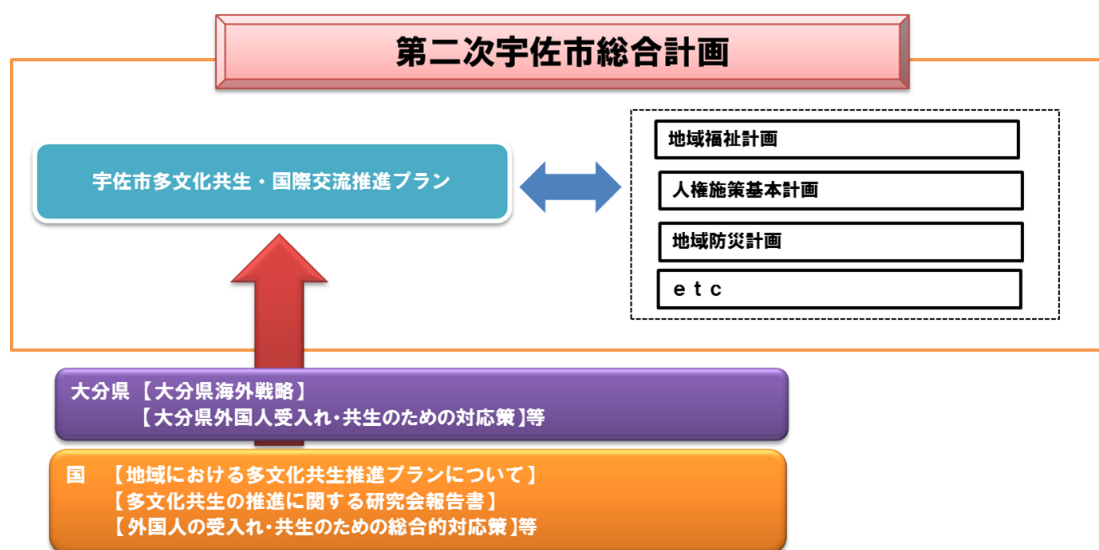 第二次宇佐市総合計画
宇佐市多文化共生・国際交流推進プラン
地域福祉計画
人権施策基本計画
地域防災計画
ｅｔｃ
大分県【大分県海外戦略】
【大分県外国人受入れ・共生のための対応策】等
国　【地域における多文化共生推進プランについて】
【多文化共生の推進に関する研究会報告書】
【外国人の受入れ・共生のための総合的対応策】等